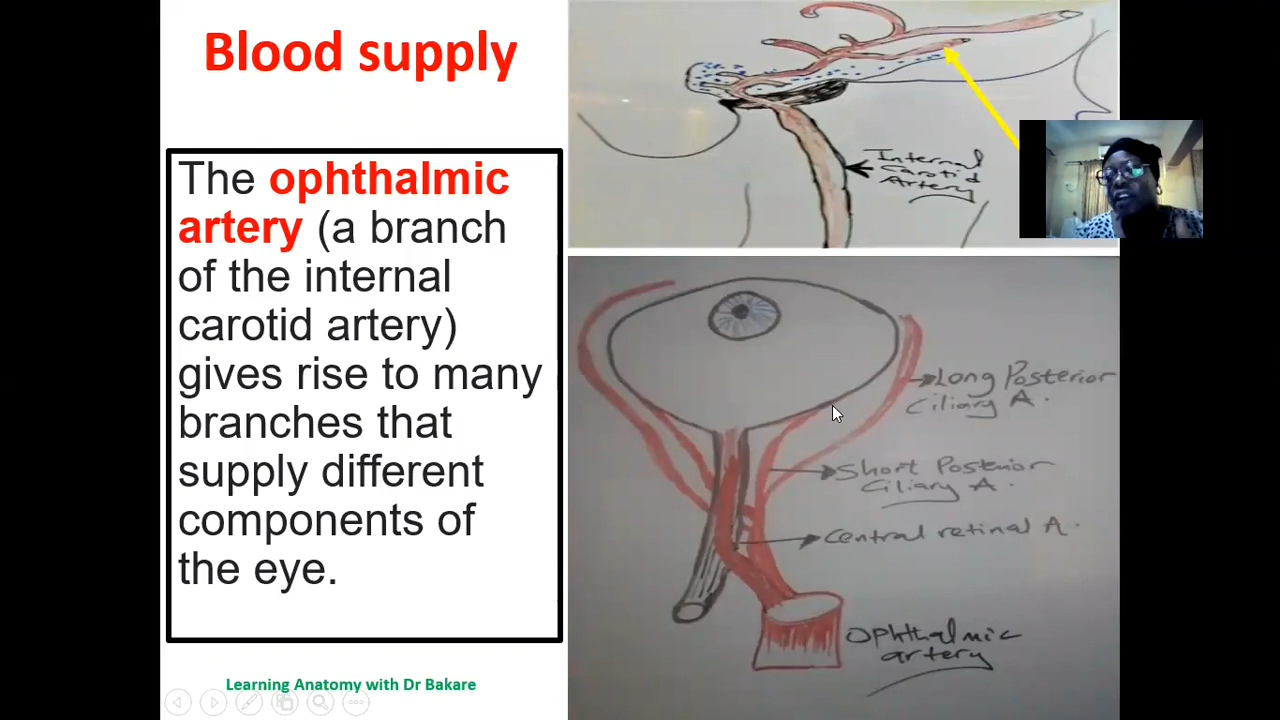 Blood supply
The ophthalmic
artery (a branch
of the internal
carotid artery)
gives rise to many
branches that
supply different
components of
the eye.
Internal
Carotid
Artery
Long Posterior
Ciliary A.
Short Posterior
Ciliary A.
Central retinal A.
Ophthalmic
artery
Learning Anatomy with Dr Bakare